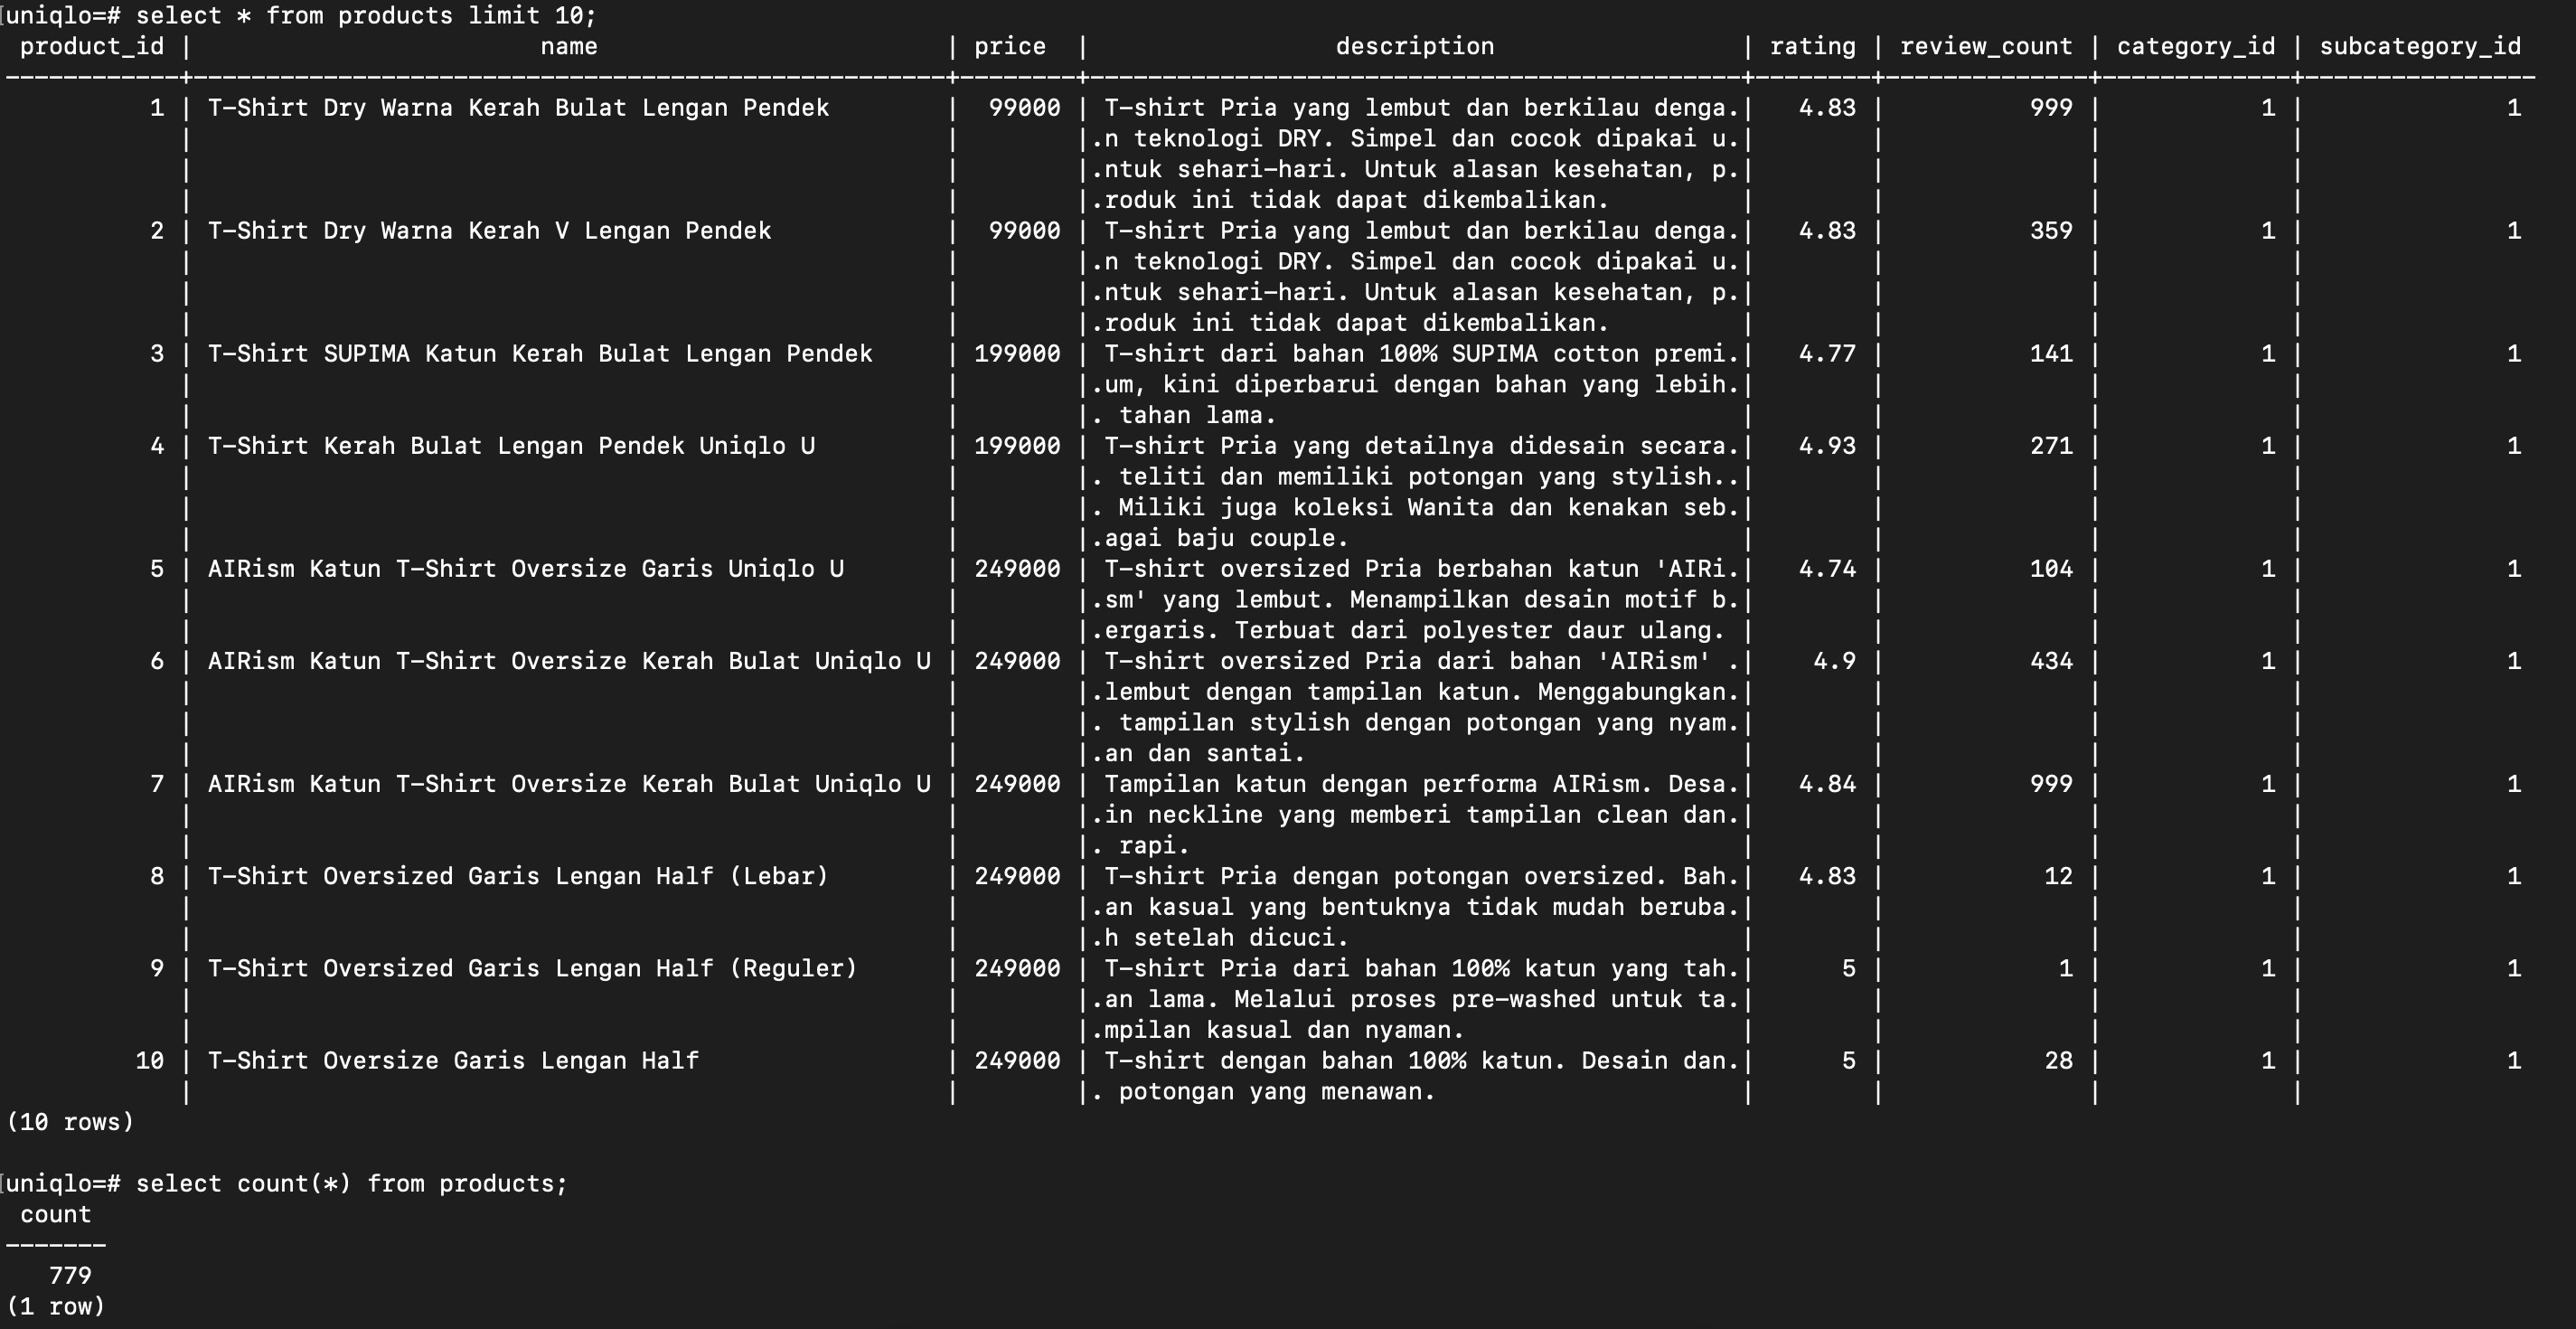 uniqlo=# select * from products limit 10;
product_id | name | price | description | rating | review_count | category_id | subcategory_id
------------+----------------------------------------------------+--------+---------------------------------------------+--------+--------------+-------------+----------------
1 | T-Shirt Dry Warna Kerah Bulat Lengan Pendek | 99000 | T-shirt Pria yang lembut dan berkilau denga.| 4.83 | 999 | 1 | 1
| | |.n teknologi DRY. Simpel dan cocok dipakai u.| | | |
| | |.ntuk sehari-hari. Untuk alasan kesehatan, p.| | | |
| | |.roduk ini tidak dapat dikembalikan. | | | |
2 | T-Shirt Dry Warna Kerah V Lengan Pendek | 99000 | T-shirt Pria yang lembut dan berkilau denga.| 4.83 | 359 | 1 | 1
| | |.n teknologi DRY. Simpel dan cocok dipakai u.| | | |
| | |.ntuk sehari-hari. Untuk alasan kesehatan, p.| | | |
| | |.roduk ini tidak dapat dikembalikan. | | | |
3 | T-Shirt SUPIMA Katun Kerah Bulat Lengan Pendek | 199000 | T-shirt dari bahan 100% SUPIMA cotton premi.| 4.77 | 141 | 1 | 1
| | |.um, kini diperbarui dengan bahan yang lebih.| | | |
| | |. tahan lama. | | | |
4 | T-Shirt Kerah Bulat Lengan Pendek Uniqlo U | 199000 | T-shirt Pria yang detailnya didesain secara.| 4.93 | 271 | 1 | 1
| | |. teliti dan memiliki potongan yang stylish..| | | |
| | |. Miliki juga koleksi Wanita dan kenakan seb.| | | |
| | |.agai baju couple. | | | |
5 | AIRism Katun T-Shirt Oversize Garis Uniqlo U | 249000 | T-shirt oversized Pria berbahan katun 'AIRi.| 4.74 | 104 | 1 | 1
| | |.sm' yang lembut. Menampilkan desain motif b.| | | |
| | |.ergaris. Terbuat dari polyester daur ulang. | | | |
6 | AIRism Katun T-Shirt Oversize Kerah Bulat Uniqlo U | 249000 | T-shirt oversized Pria dari bahan 'AIRism' .| 4.9 | 434 | 1 | 1
| | |.lembut dengan tampilan katun. Menggabungkan.| | | |
| | |. tampilan stylish dengan potongan yang nyam.| | | |
| | |.an dan santai. | | | |
7 | AIRism Katun T-Shirt Oversize Kerah Bulat Uniqlo U | 249000 | Tampilan katun dengan performa AIRism. Desa.| 4.84 | 999 | 1 | 1
| | |.in neckline yang memberi tampilan clean dan.| | | |
| | |. rapi. | | | |
8 | T-Shirt Oversized Garis Lengan Half (Lebar) | 249000 | T-shirt Pria dengan potongan oversized. Bah.| 4.83 | 12 | 1 | 1
| | |.an kasual yang bentuknya tidak mudah beruba.| | | |
| | |.h setelah dicuci. | | | |
9 | T-Shirt Oversized Garis Lengan Half (Reguler) | 249000 | T-shirt Pria dari bahan 100% katun yang tah.| 5 | 1 | 1 | 1
| | |.an lama. Melalui proses pre-washed untuk ta.| | | |
| | |.mpilan kasual dan nyaman. | | | |
10 | T-Shirt Oversize Garis Lengan Half | 249000 | T-shirt dengan bahan 100% katun. Desain dan.| 5 | 28 | 1 | 1
| | |. potongan yang menawan. | | | |
(10 rows)
uniqlo=# select count(*) from products;
count
-------
779
(1 row)